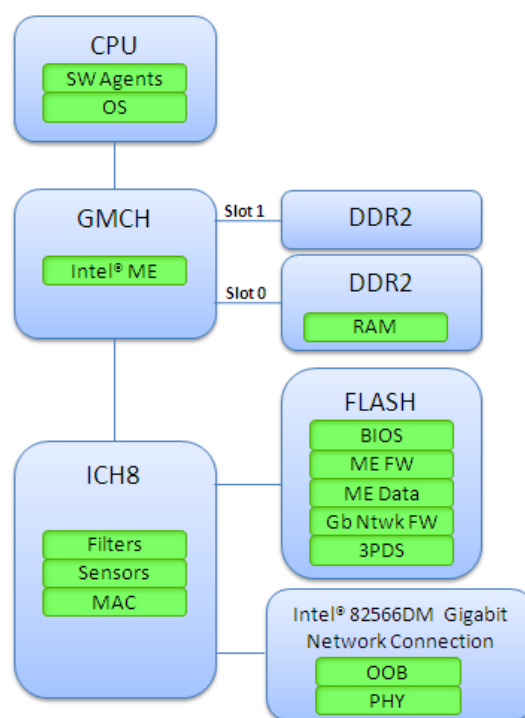 CPU
SW Agents
OS
GMCH
Intel® ME
Slot 1
DDR2
Slot 0
DDR2
RAM
FLASH
BIOS
ME FW
ME Data
Gb Ntwk FW
3PDS
ICH8
Filters
Sensors
MAC
Intel® 82566DM Gigabit
Network Connection
OOB
PHY